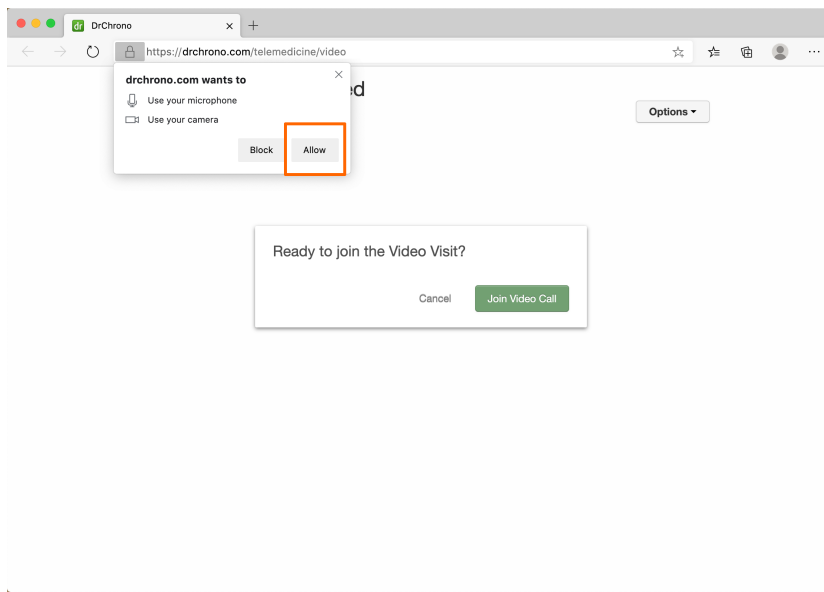 dr DrChrono
https://drchrono.com/telemedicine/video
drchrono.com wants to
Use your microphone
Use your camera
Block Allow
ed
Options
Ready to join the Video Visit?
Cancel Join Video Call